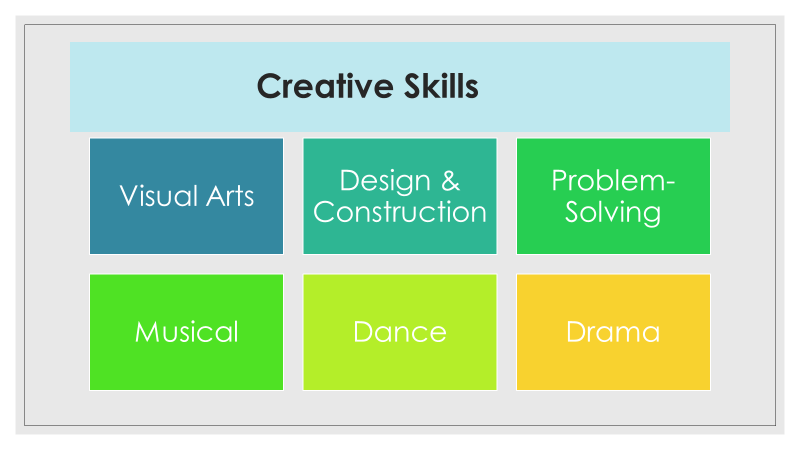 Creative Skills
Visual Arts
Design &
Construction
Problem-
Solving
Musical
Dance
Drama